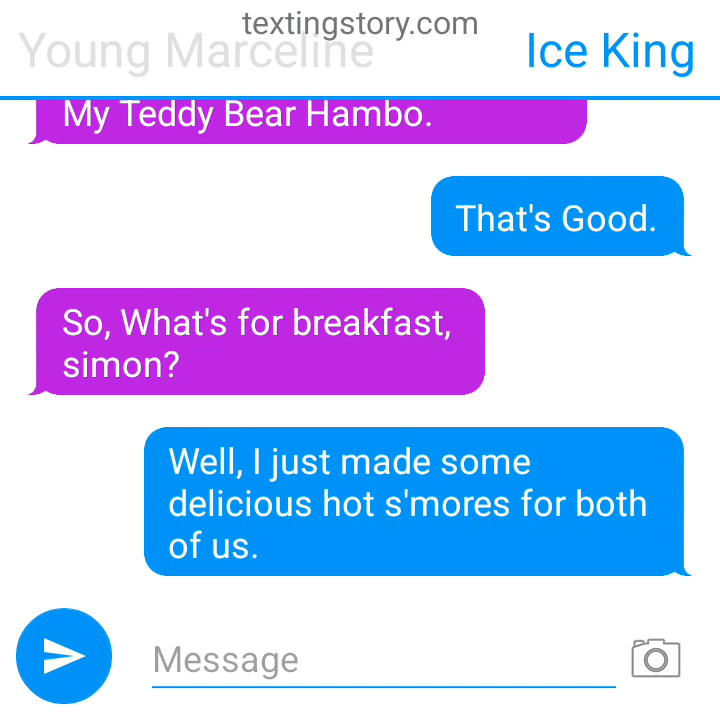 textingstory.com
Young Marceline Ice King
My Teddy Bear Hambo.
That's Good.
So, What's for breakfast,
simon?
Well, I just made some
delicious hot s'mores for both
of us.
Message